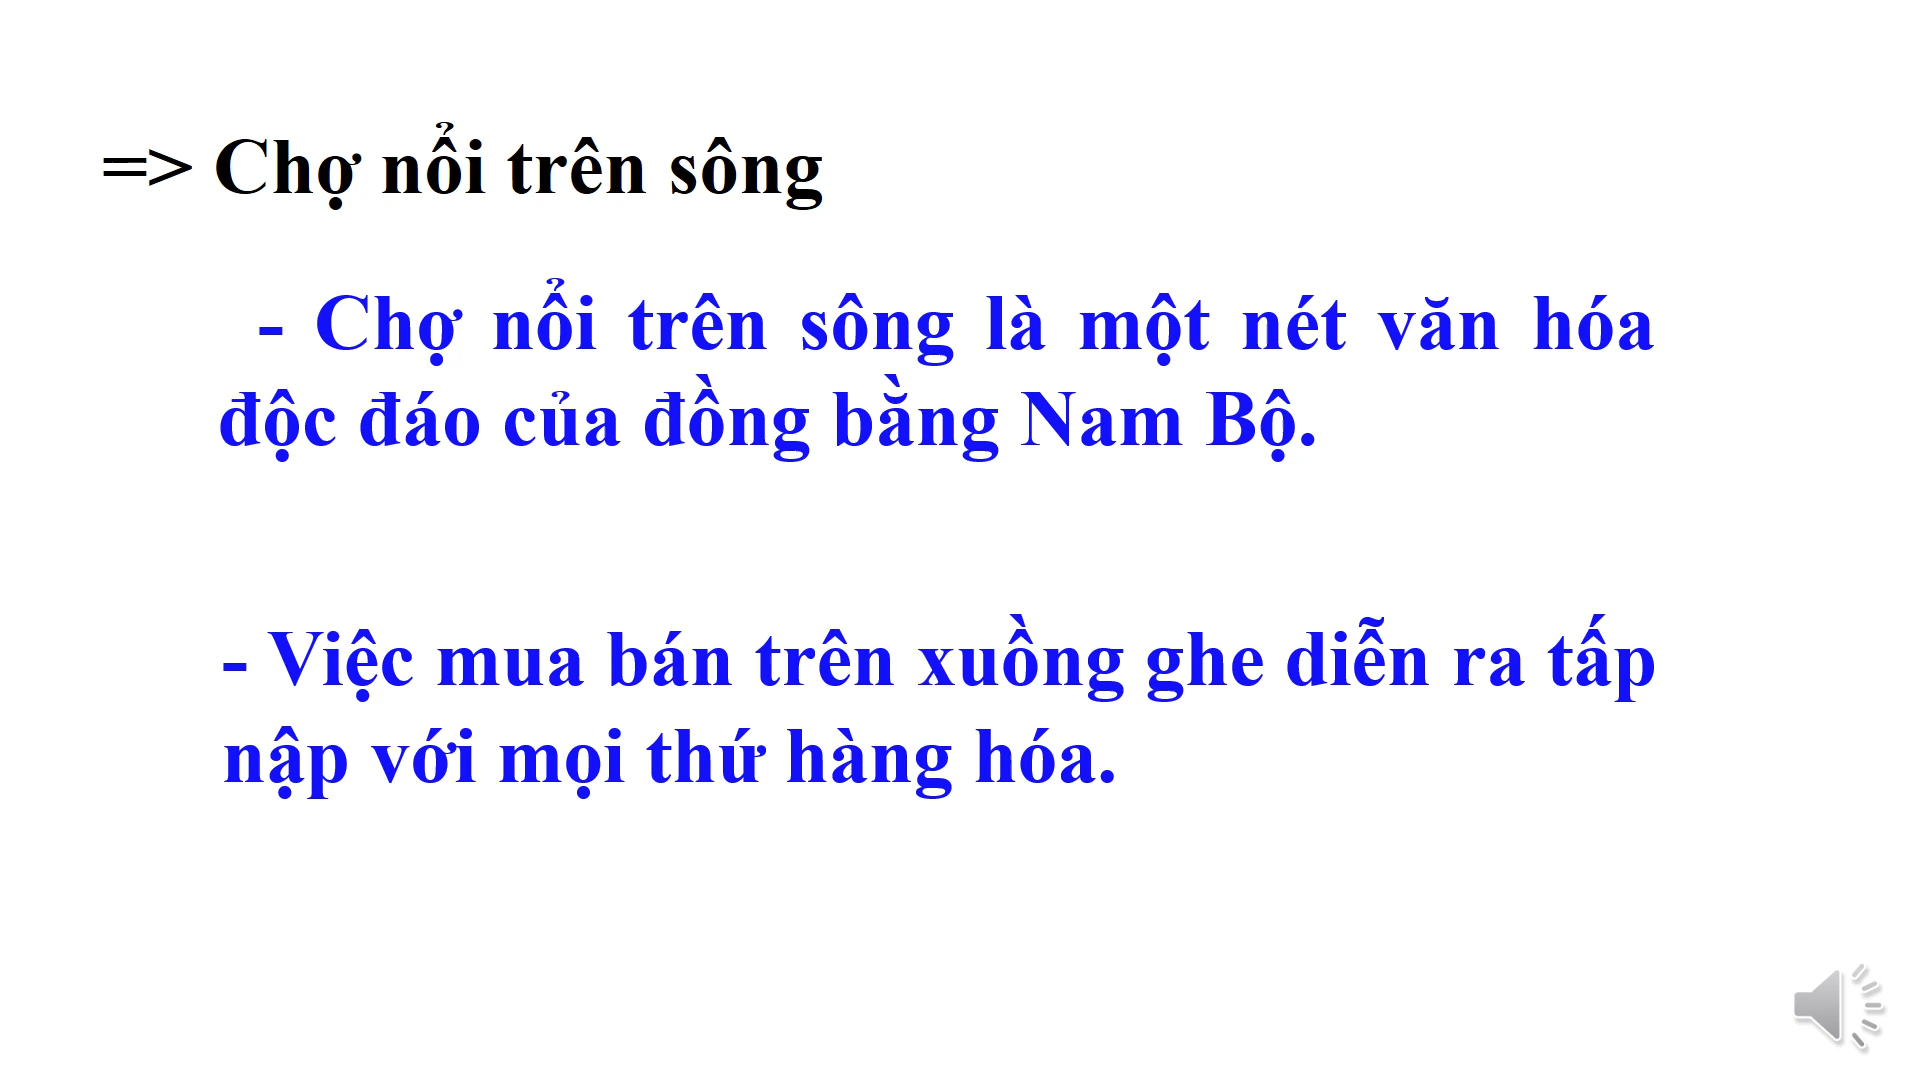 => Chợ nổi trên sông
- Chợ nổi trên sông là một nét văn hóa
độc đáo của đồng bằng Nam Bộ.
- Việc mua bán trên xuồng ghe diễn ra tấp
nập với mọi thứ hàng hóa.